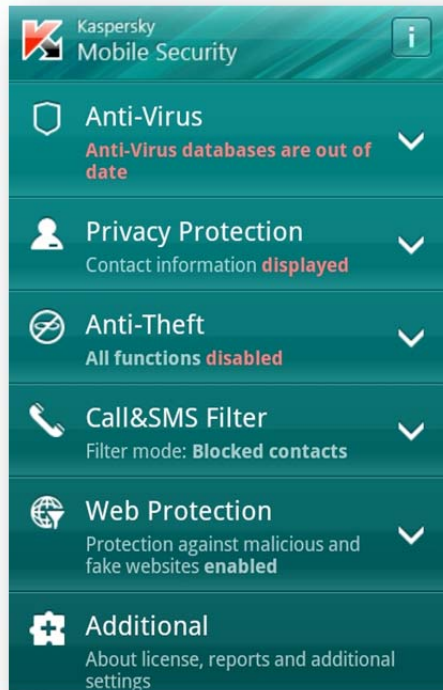 Kaspersky
Mobile Security
i
Anti-Virus
Anti-Virus databases are out of
date
Privacy Protection
Contact information displayed
Anti-Theft
All functions disabled
Call&SMS Filter
Filter mode: Blocked contacts
Web Protection
Protection against malicious and
fake websites enabled
Additional
About license, reports and additional
settings